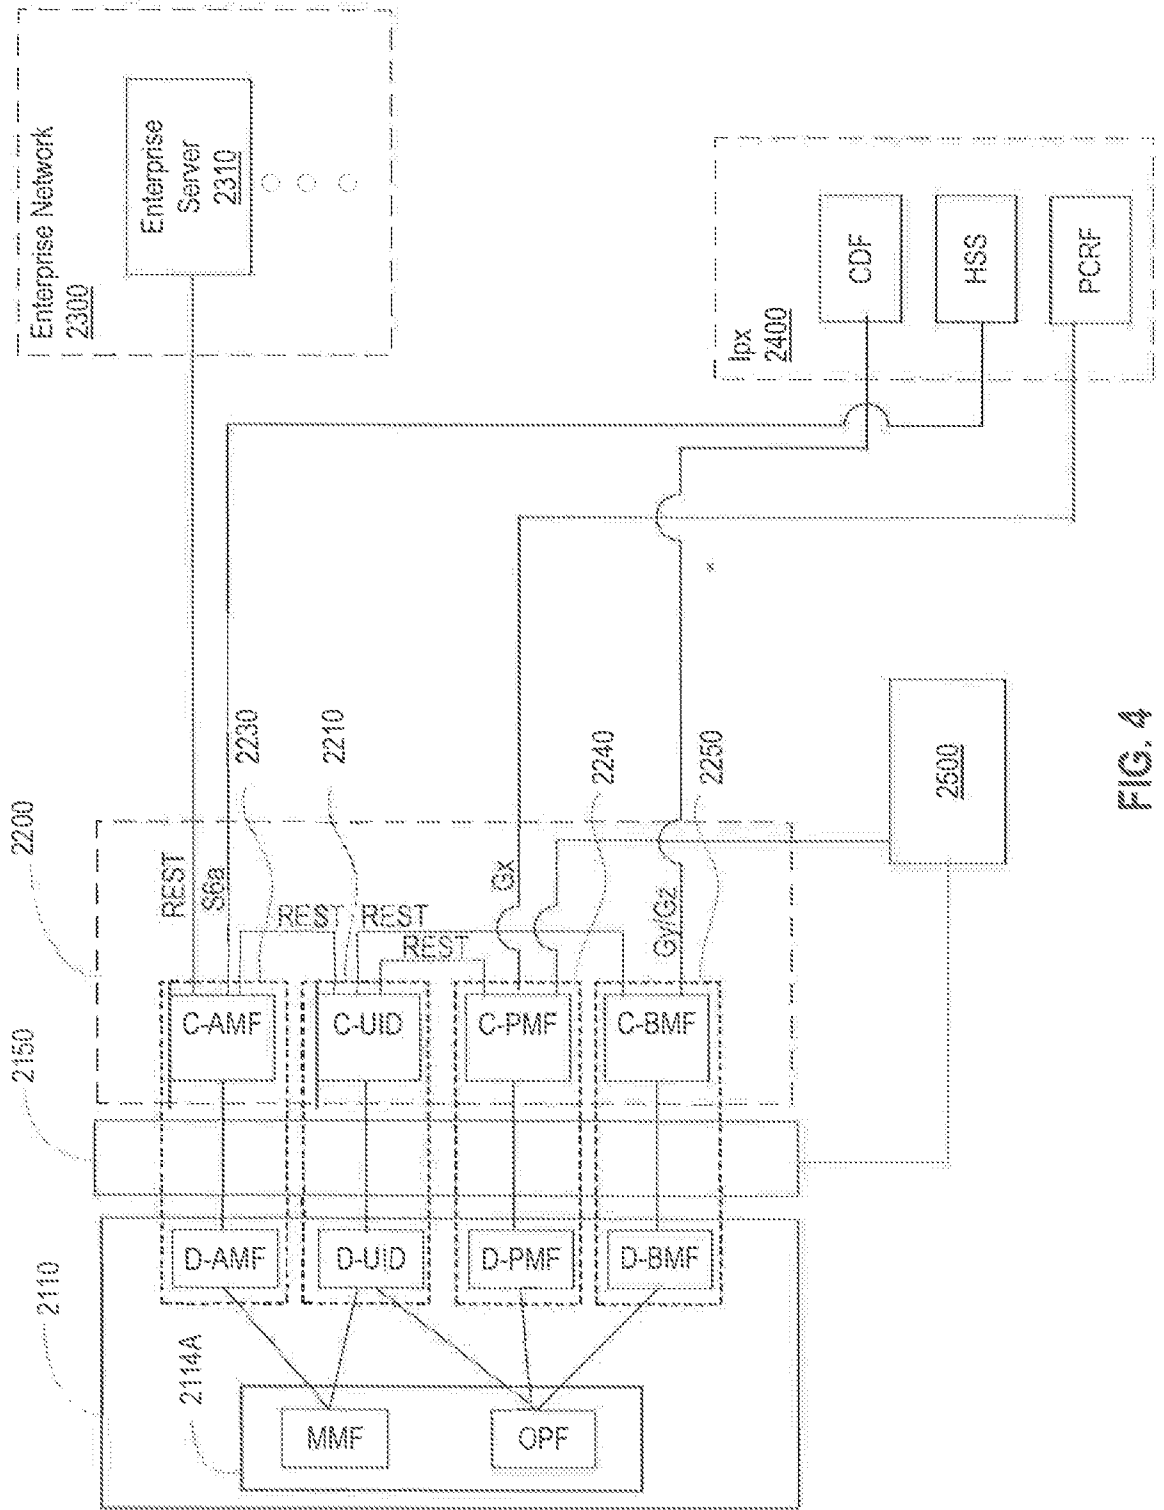 Enterprise Network
2300
Enterprise
Server
2310
Ipx
2400
CDF
HSS
PCRF
2200
REST
S6a
2230
REST
2210
REST
REST
Gx
2240
Gy/Gz
2250
2500
2150
C-AMF
C-UID
C-PMF
C-BMF
2110
D-AMF
D-UID
D-PMF
D-BMF
2114A
MMF
OPF
FIG. 4